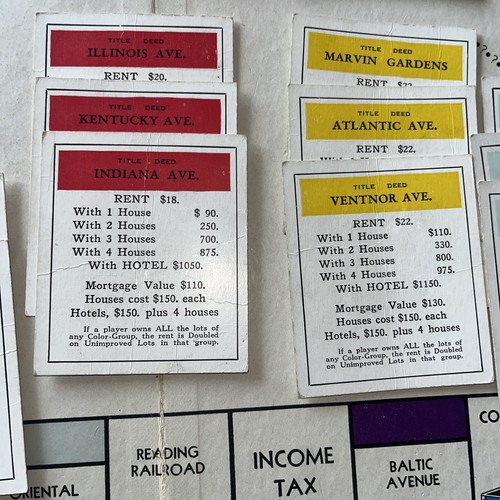 TITLE DEED
ILLINOIS AVE.
RENT $20.
TITLE DEED
KENTUCKY AVE.
TITLE DEED
INDIANA AVE.
RENT $18.
With 1 House $ 90.
With 2 Houses 250.
With 3 Houses 700.
With 4 Houses 875.
With HOTEL $1050.
Mortgage Value $110.
Houses cost $150. each
Hotels, $150. plus 4 houses
If a player owns ALL the lots of
any Color-Group, the rent is Doubled
on Unimproved Lots in that group.
TITLE DEED
MARVIN GARDENS
RENT
TITLE DEED
ATLANTIC AVE.
RENT $22.
TITLE DEED
VENTNOR AVE.
RENT $22.
With 1 House $110.
With 2 Houses 330.
With 3 Houses 800.
With 4 Houses 975.
With HOTEL $1150.
Mortgage Value $130.
Houses cost $150. each
Hotels, $150. plus 4 houses
If a player owns ALL the lots of
any Color-Group, the rent is Doubled
on Unimproved Lots in that group.
ORIENTAL
READING
RAILROAD
INCOME
TAX
BALTIC
AVENUE
CO